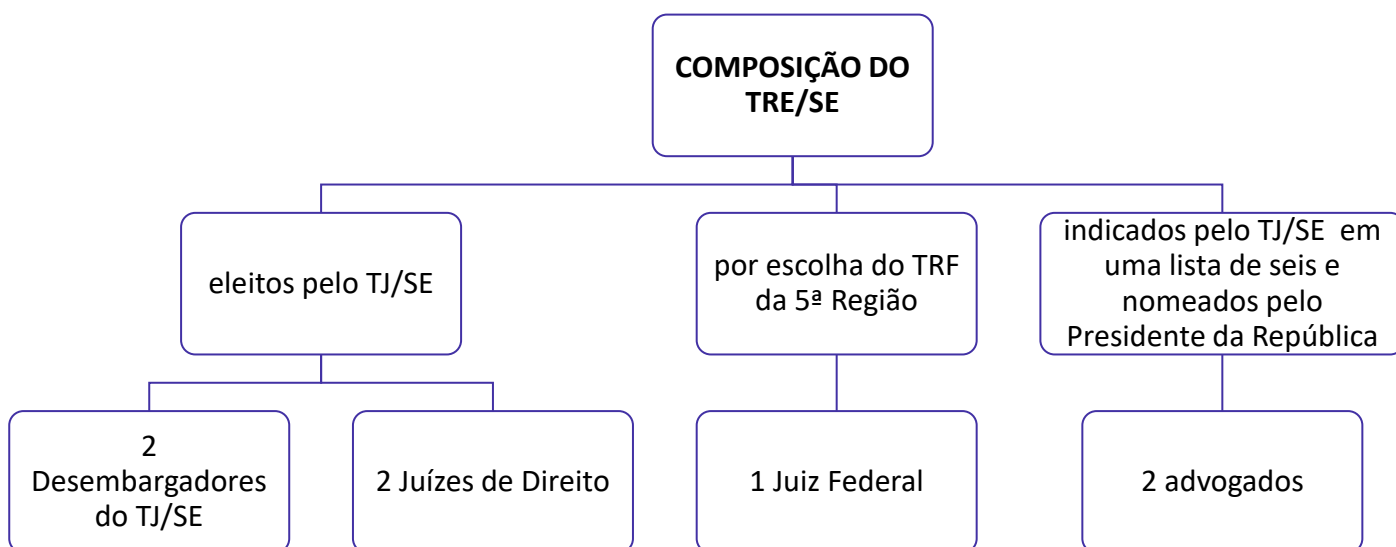 COMPOSIÇÃO DO
TRE/SE
eleitos pelo TJ/SE
por escolha do TRF
da 5ª Região
indicados pelo TJ/SE em
uma lista de seis e
nomeados pelo
Presidente da República
2
Desembargadores
do TJ/SE
2 Juízes de Direito
1 Juiz Federal
2 advogados